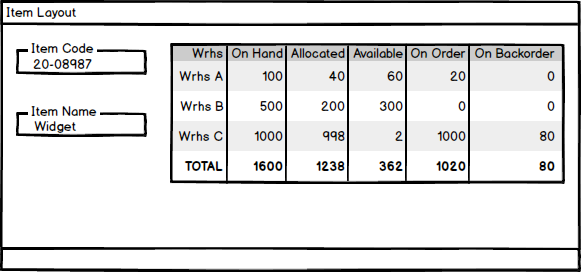 Item Layout
Item Code
20-08987
Item Name
Widget
Wrhs On Hand Allocated Available On Order On Backorder
Wrhs A 100 40 60 20 0
Wrhs B 500 200 300 0 0
Wrhs C 1000 998 2 1000 80
TOTAL 1600 1238 362 1020 80